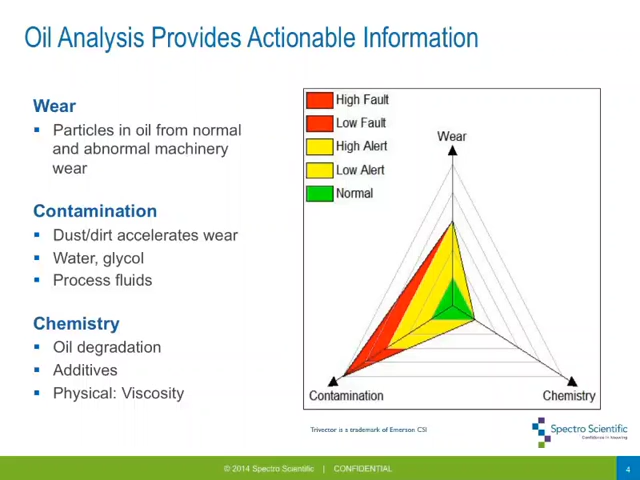 Oil Analysis Provides Actionable Information
Wear
Particles in oil from normal
and abnormal machinery
wear
Contamination
Dust/dirt accelerates wear
Water, glycol
Process fluids
Chemistry
Oil degradation
Additives
Physical: Viscosity
High Fault
Low Fault
High Alert
Low Alert
Normal
Wear
Contamination
Chemistry
Trivector is a trademark of Emerson CSI
Spectro Scientific
Confidence in Knowing
© 2014 Spectro Scientific | CONFIDENTIAL
4